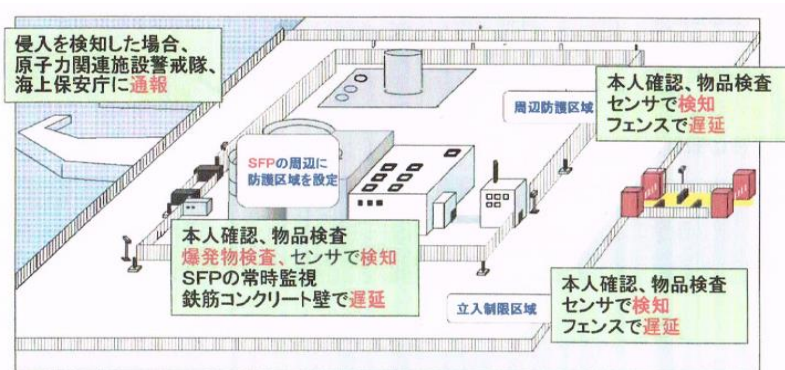 侵入を検知した場合、
原子力関連施設警戒隊、
海上保安庁に通報
本人確認、物品検査
センサで検知
フェンスで遅延
周辺防護区域
SFPの周辺に
防護区域を設定
本人確認、物品検査
爆発物検査、センサで検知
SFPの常時監視
鉄筋コンクリート壁で遅延
本人確認、物品検査
センサで検知
フェンスで遅延
立入制限区域